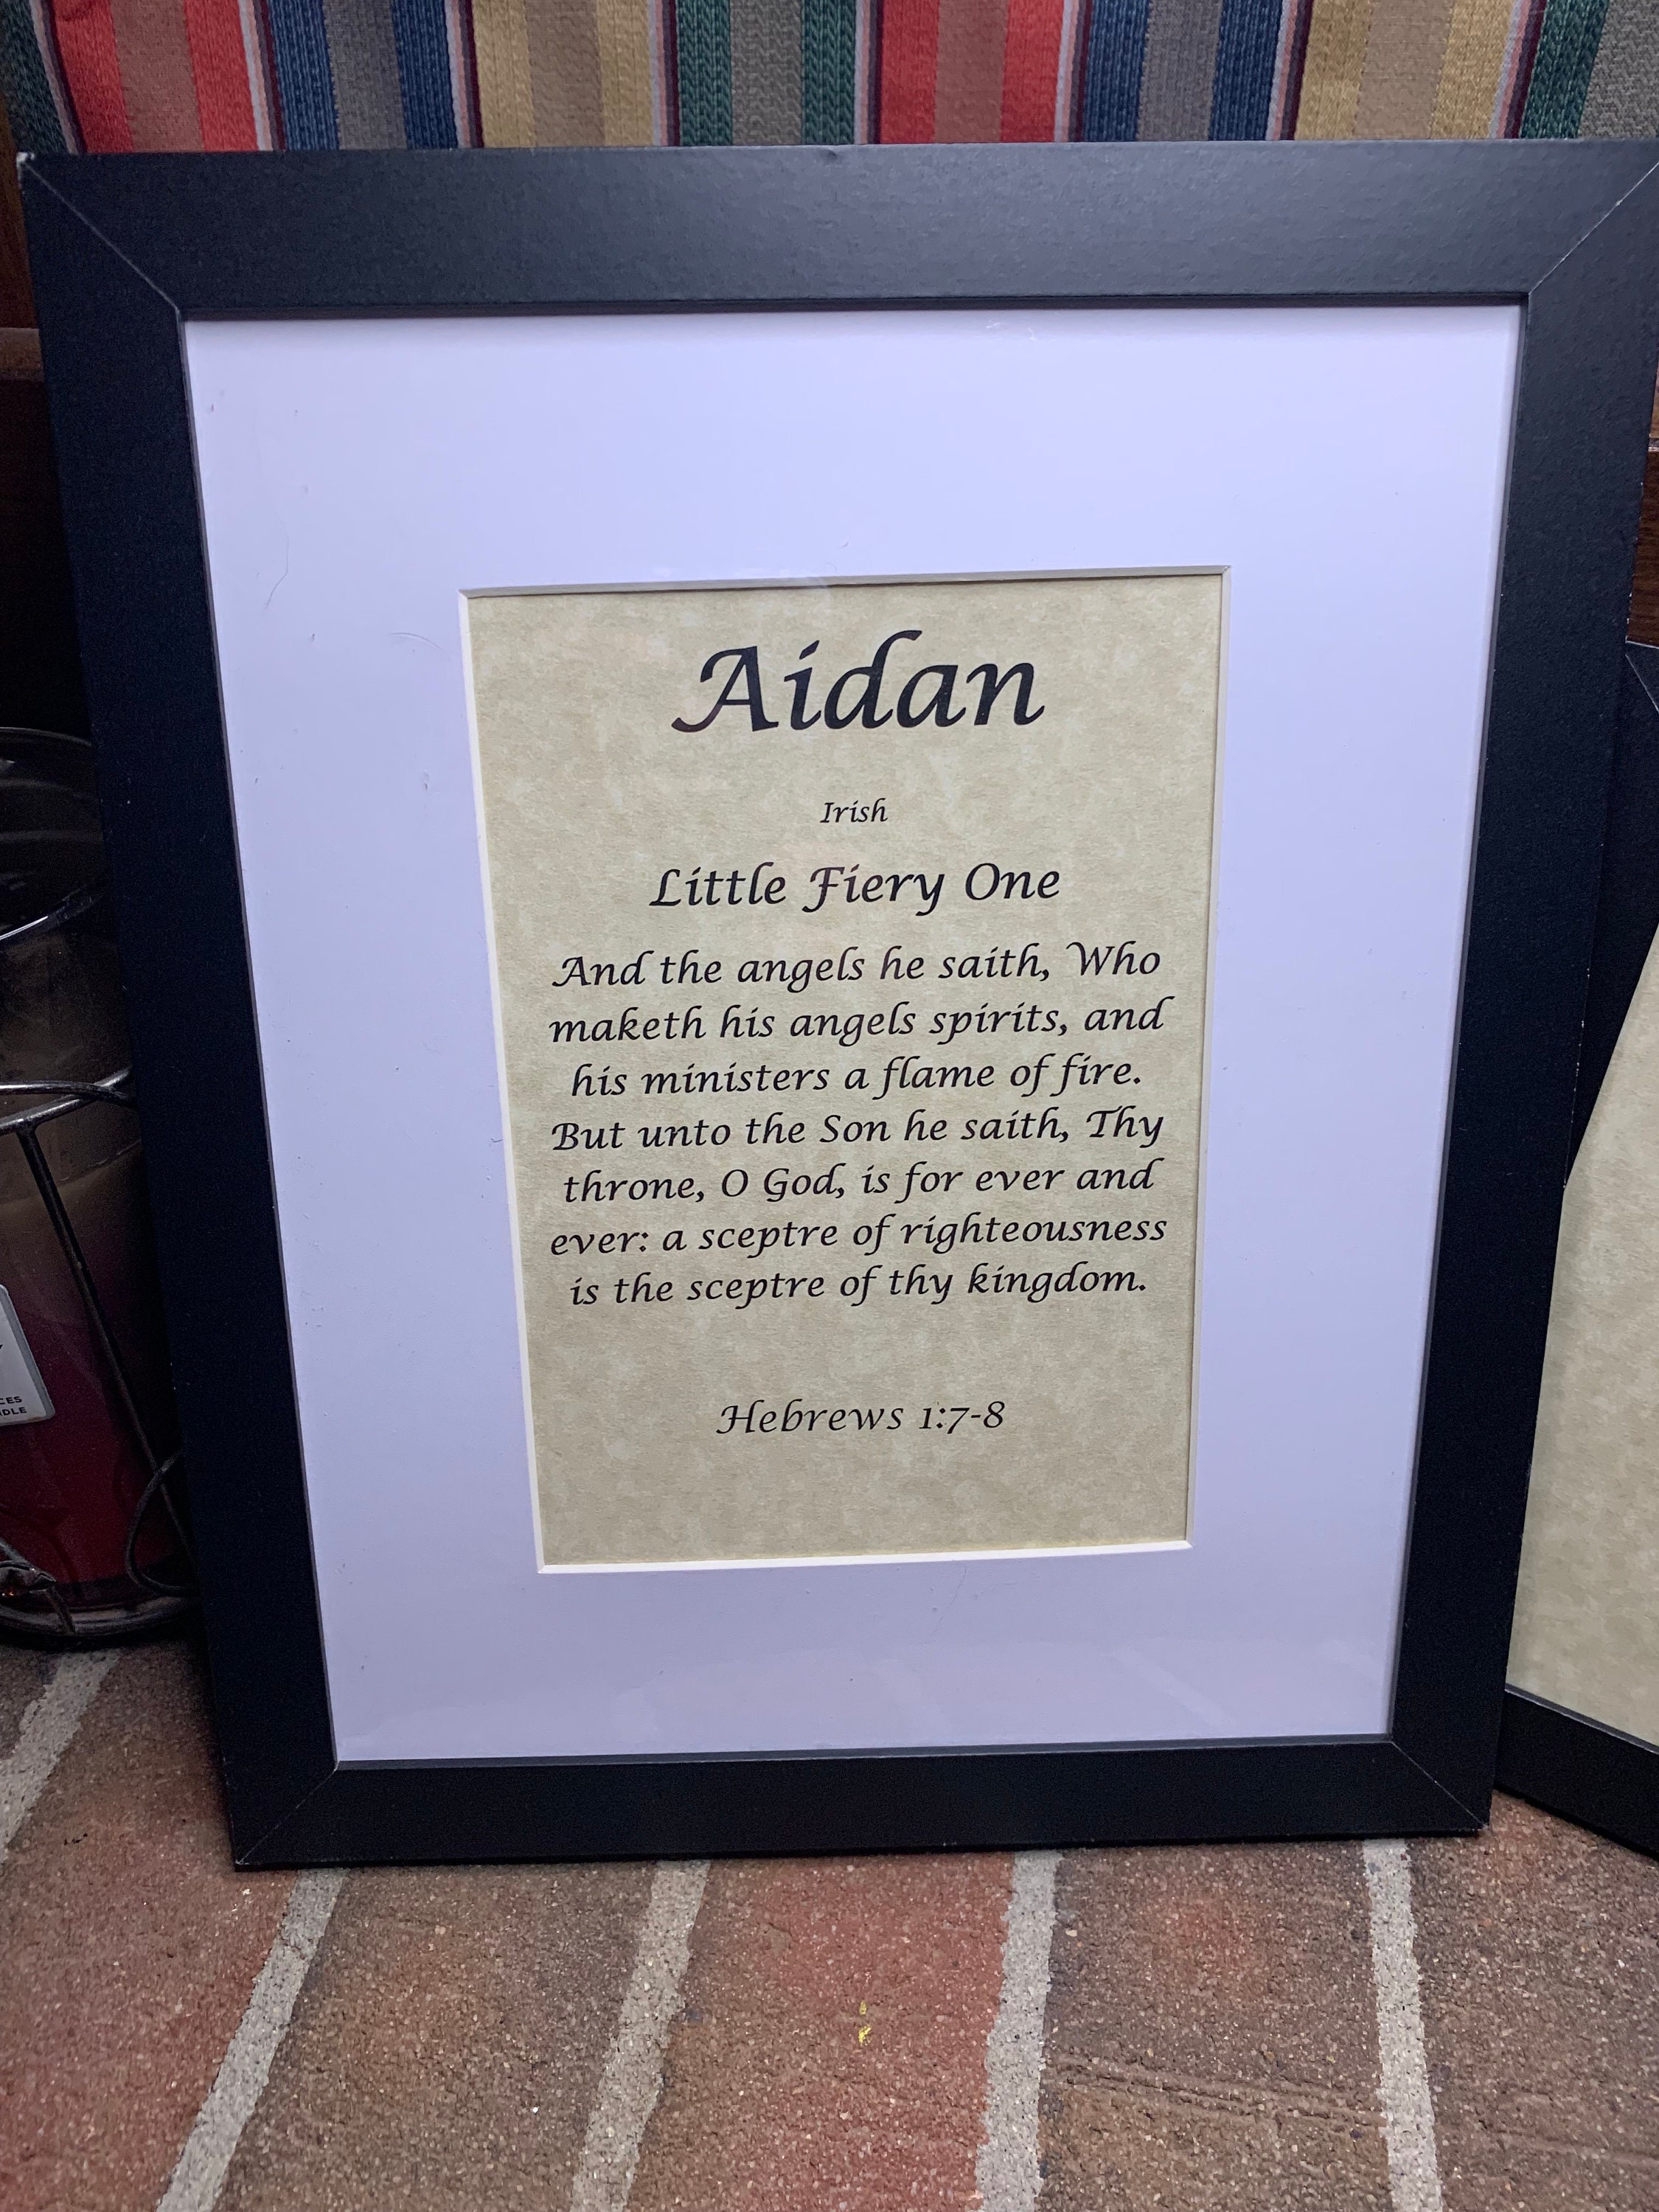 Aidan
Irish
Little Fiery One
And the angels he saith, Who
maketh his angels spirits, and
his ministers a flame of fire.
But unto the Son he saith, Thy
throne, O God, is for ever and
ever: a sceptre of righteousness
is the sceptre of thy kingdom.
Hebrews 1:7-8